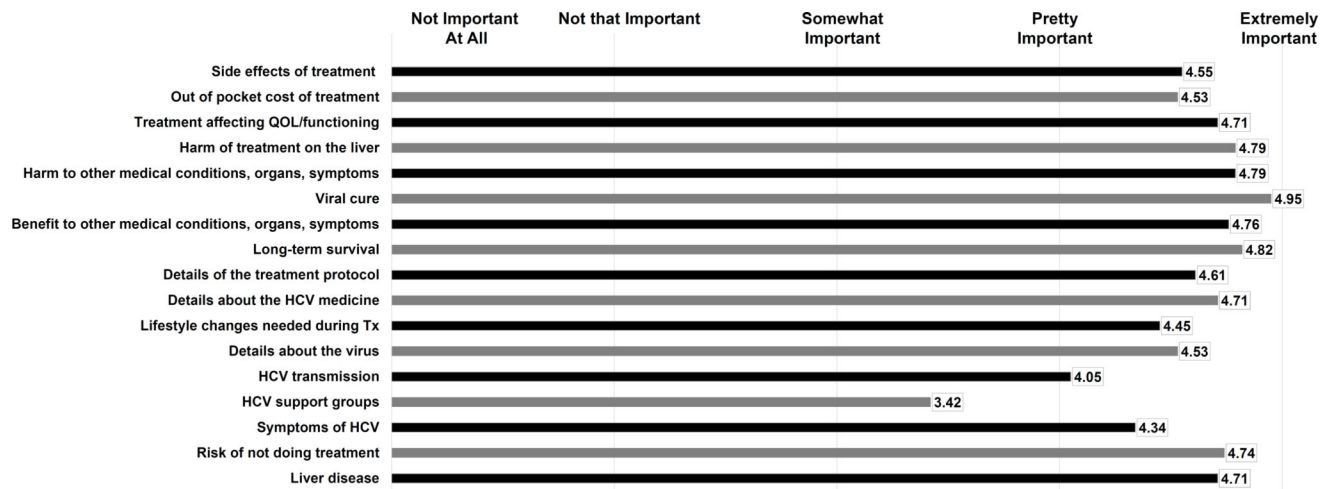 Not Important At All
Not that Important
Somewhat Important
Pretty Important
Extremely Important
Side effects of treatment 4.55
Out of pocket cost of treatment 4.53
Treatment affecting QOL/functioning 4.71
Harm of treatment on the liver 4.79
Harm to other medical conditions, organs, symptoms 4.79
Viral cure 4.95
Benefit to other medical conditions, organs, symptoms 4.76
Long-term survival 4.82
Details of the treatment protocol 4.61
Details about the HCV medicine 4.71
Lifestyle changes needed during Tx 4.45
Details about the virus 4.53
HCV transmission 4.05
HCV support groups 3.42
Symptoms of HCV 4.34
Risk of not doing treatment 4.74
Liver disease 4.71